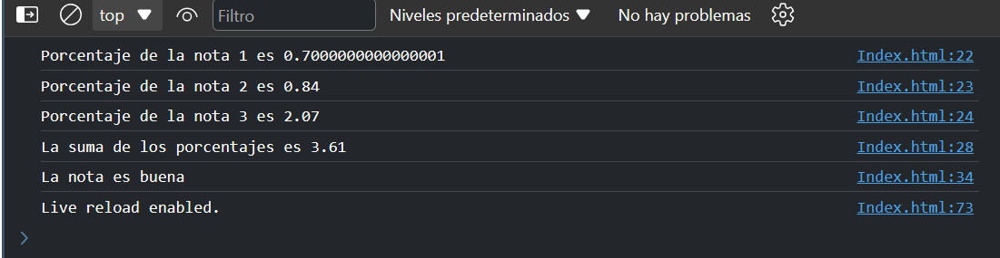 top Filtro Niveles predeterminados No hay problemas
Porcentaje de la nota 1 es 0.7000000000000001 Index.html:22
Porcentaje de la nota 2 es 0.84 Index.html:23
Porcentaje de la nota 3 es 2.07 Index.html:24
La suma de los porcentajes es 3.61 Index.html:28
La nota es buena Index.html:34
Live reload enabled. Index.html:73